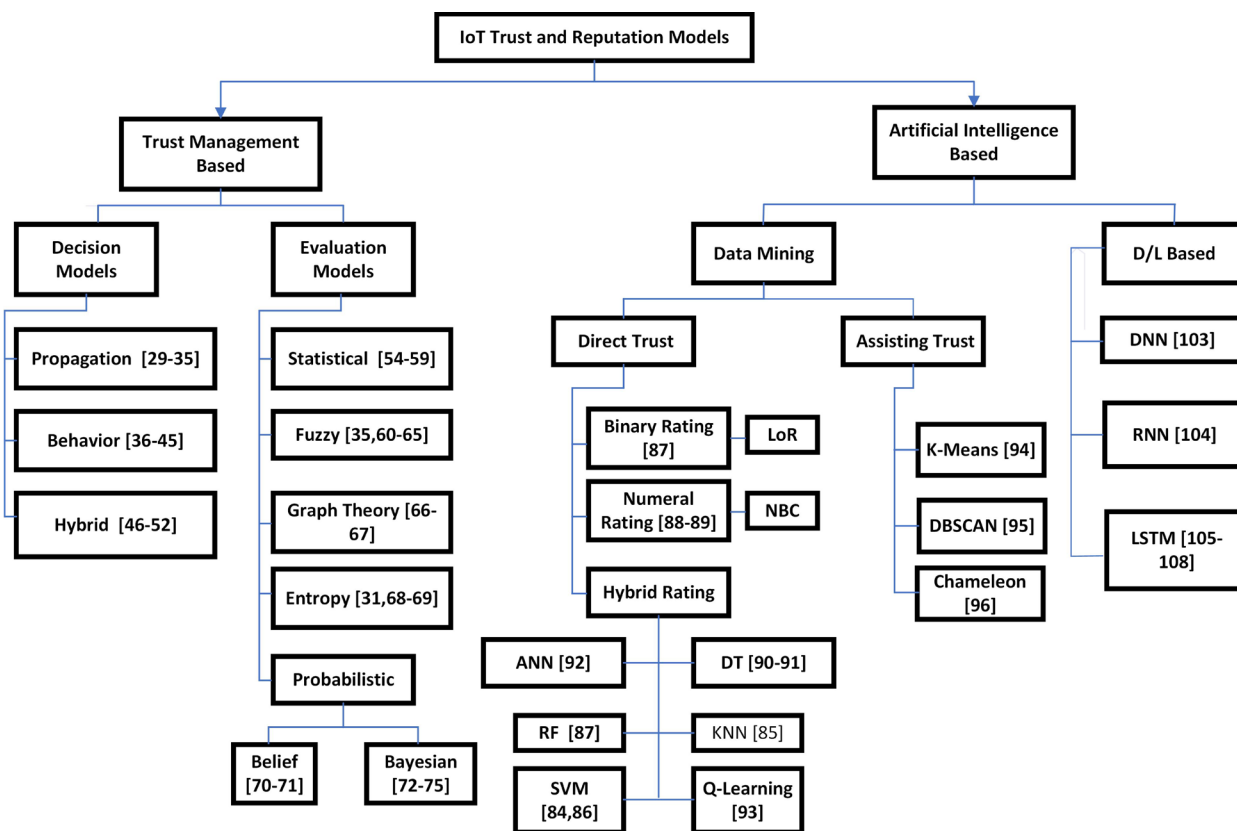 IoT Trust and Reputation Models
Trust Management
Based
Artificial Intelligence
Based
Decision
Models
Evaluation
Models
Data Mining
D/L Based
Propagation [29-35]
Behavior [36-45]
Hybrid [46-52]
Statistical [54-59]
Fuzzy [35,60-65]
Graph Theory [66-
67]
Entropy [31,68-69]
Probabilistic
Belief
[70-71]
Bayesian
[72-75]
Direct Trust
Assisting Trust
Binary Rating
[87]
LoR
Numeral
Rating [88-89]
NBC
Hybrid Rating
ANN [92]
DT [90-91]
RF [87]
KNN [85]
SVM
[84,86]
Q-Learning
[93]
K-Means [94]
DBSCAN [95]
Chameleon
[96]
DNN [103]
RNN [104]
LSTM [105-
108]